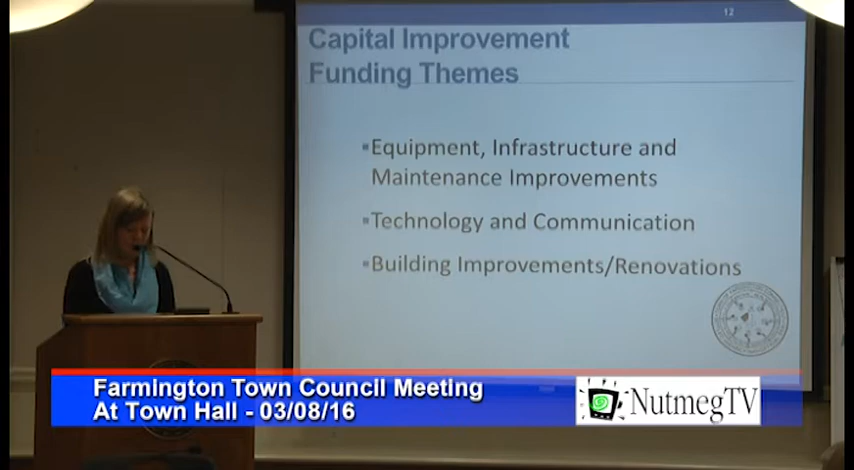 12
Capital Improvement
Funding Themes
▪Equipment, Infrastructure and
Maintenance Improvements
▪Technology and Communication
▪Building Improvements/Renovations
Farmington Town Council Meeting
At Town Hall - 03/08/16
NutmegTV